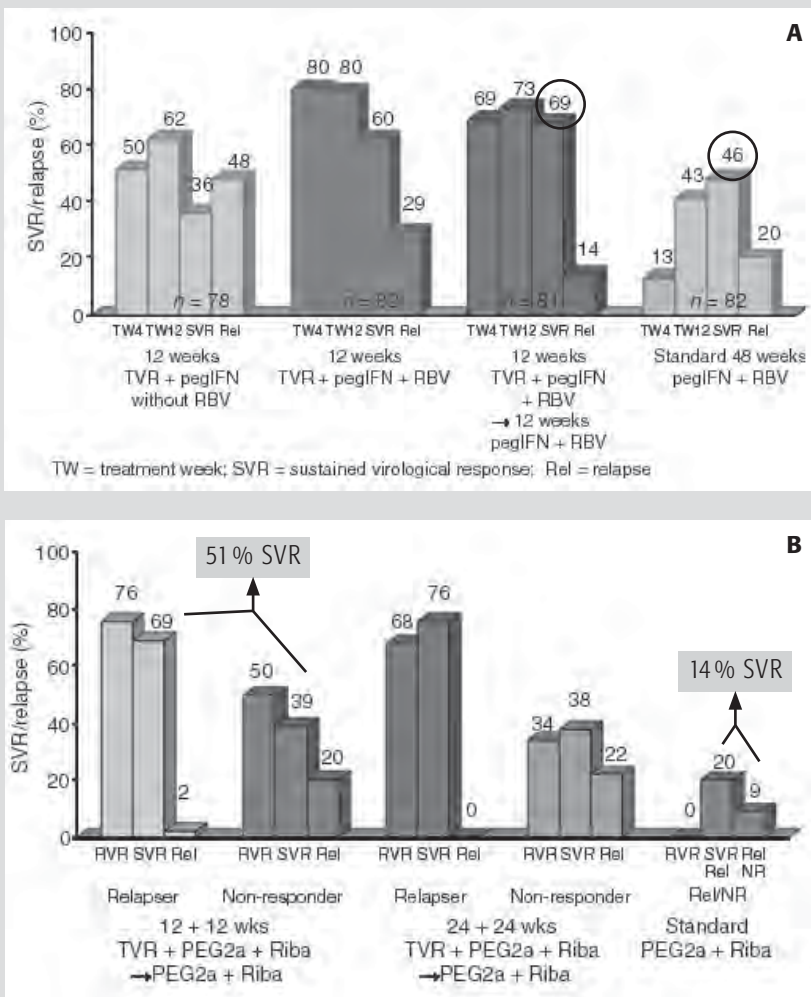 A
SVR/relapse (%)
100
80
60
40
20
0
50
62
36
48
n = 78
80 80
60
29
n = 82
69
73
69
14
n = 81
13
43
46
20
n = 82
TW4 TW12 SVR Rel
TW4 TW12 SVR Rel
TW4 TW12 SVR Rel
TW4 TW12 SVR Rel
12 weeks
TVR + pegIFN
without RBV
12 weeks
TVR + pegIFN + RBV
12 weeks
TVR + pegIFN
+ RBV
→ 12 weeks
pegIFN + RBV
Standard 48 weeks
pegIFN + RBV
TW = treatment week; SVR = sustained virological response; Rel = relapse
B
SVR/relapse (%)
100
80
60
40
20
0
51 % SVR
14 % SVR
76
69
2
50
39
20
68
76
0
34
38
22
0
20
9
RVR SVR Rel
RVR SVR Rel
RVR SVR Rel
RVR SVR Rel
RVR SVR Rel
Rel NR
Relapser
Non-responder
Relapser
Non-responder
Rel/NR
12 + 12 wks
TVR + PEG2a + Riba
→PEG2a + Riba
24 + 24 wks
TVR + PEG2a + Riba
→PEG2a + Riba
Standard
PEG2a + Riba